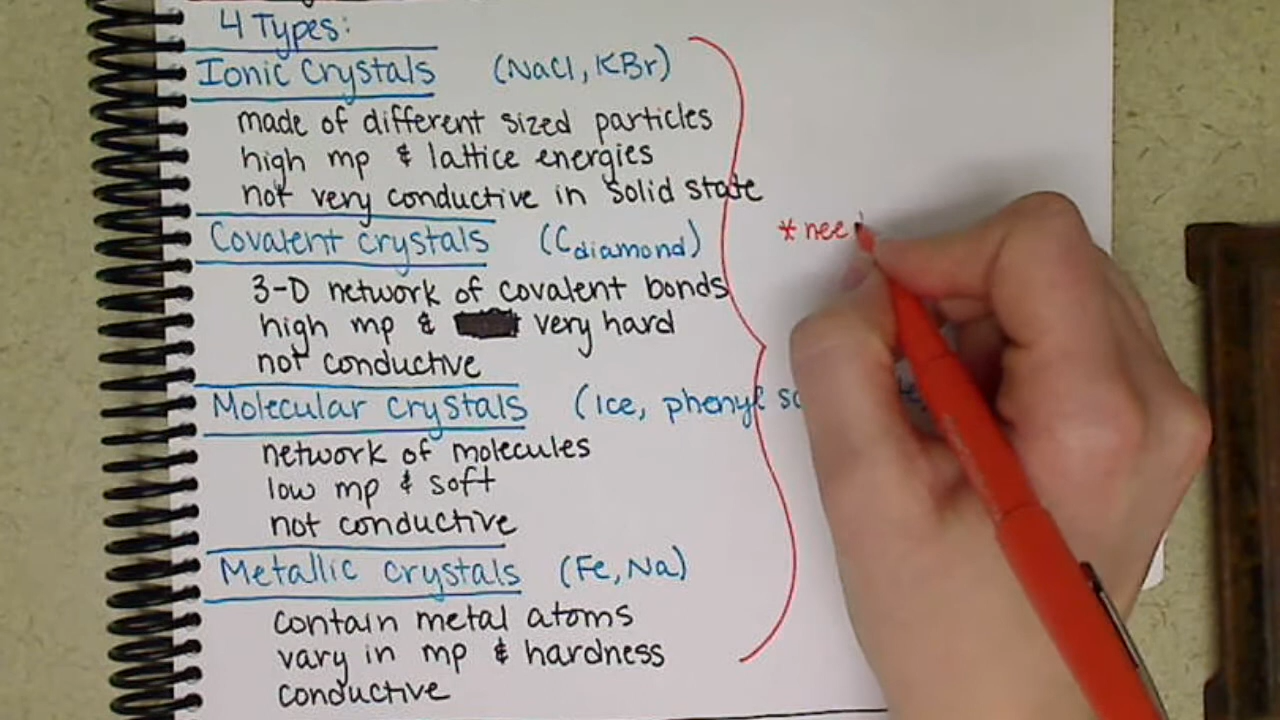 4 Types:
Ionic Crystals (NaCl, KBr)
made of different sized particles
high mp & lattice energies
not very conductive in solid state
Covalent Crystals (Cdiamond)
*nee
3-D network of covalent bonds
high mp & very hard
not conductive
Molecular Crystals (ice, phenyl
network of molecules
low mp & soft
not conductive
Metallic Crystals (Fe, Na)
contain metal atoms
vary in mp & hardness
conductive